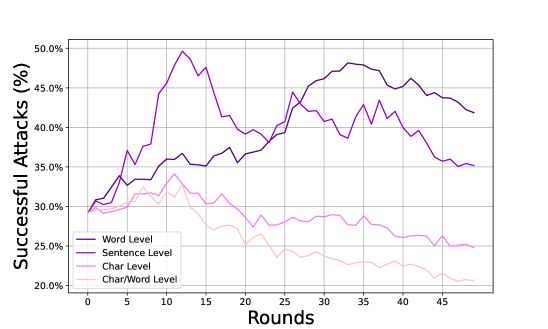 Successful Attacks (%)
50.0%
45.0%
40.0%
35.0%
30.0%
25.0%
20.0%
Word Level
Sentence Level
Char Level
Char/Word Level
0 5 10 15 20 25 30 35 40 45
Rounds